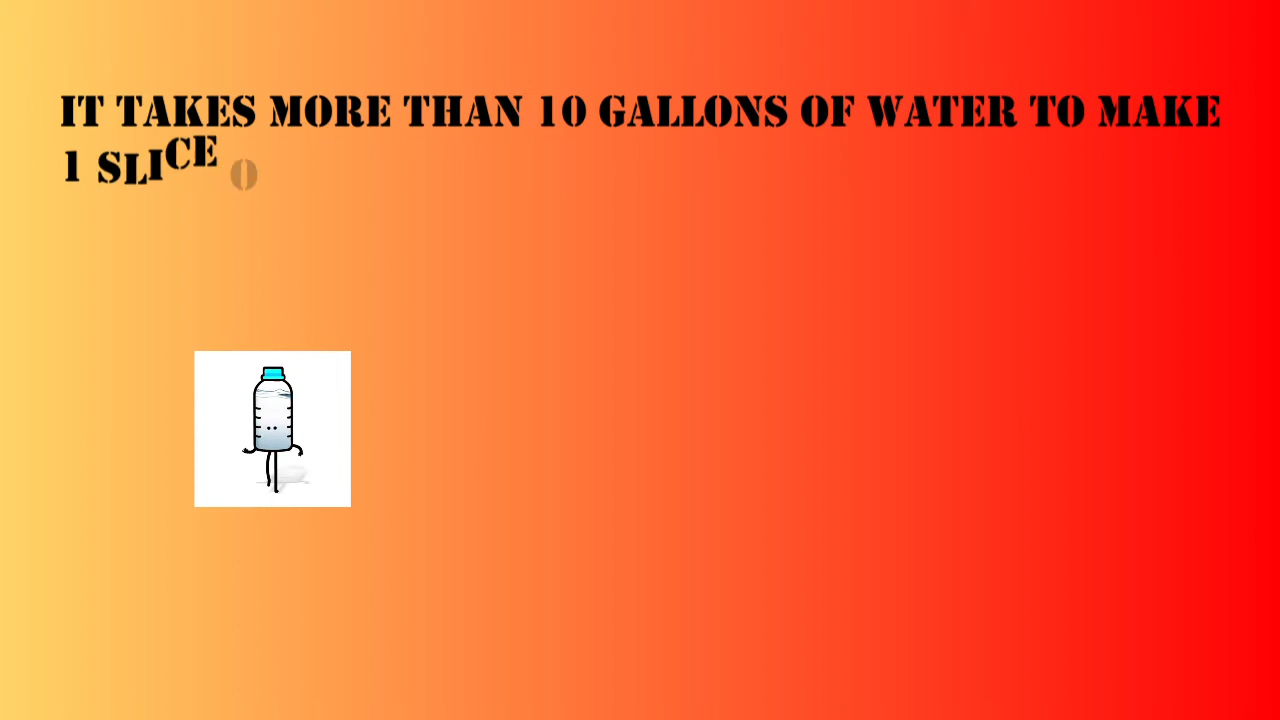 IT TAKES MORE THAN 10 GALLONS OF WATER TO MAKE
1 SLICE O